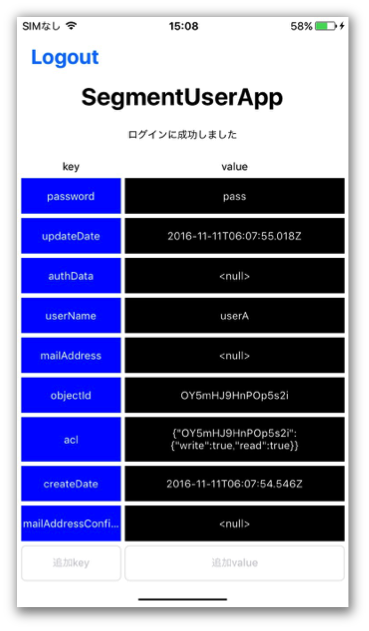 SIMなし 15:08 58%
Logout
SegmentUserApp
ログインに成功しました
key value
password pass
updateDate 2016-11-11T06:07:55.018Z
authData <null>
userName userA
mailAddress <null>
objectId OY5mHJ9HnPOp5s2i
acl {"OY5mHJ9HnPOp5s2i":
{"write":true,"read":true}}
createDate 2016-11-11T06:07:54.546Z
mailAddressConfi... <null>
追加key 追加value